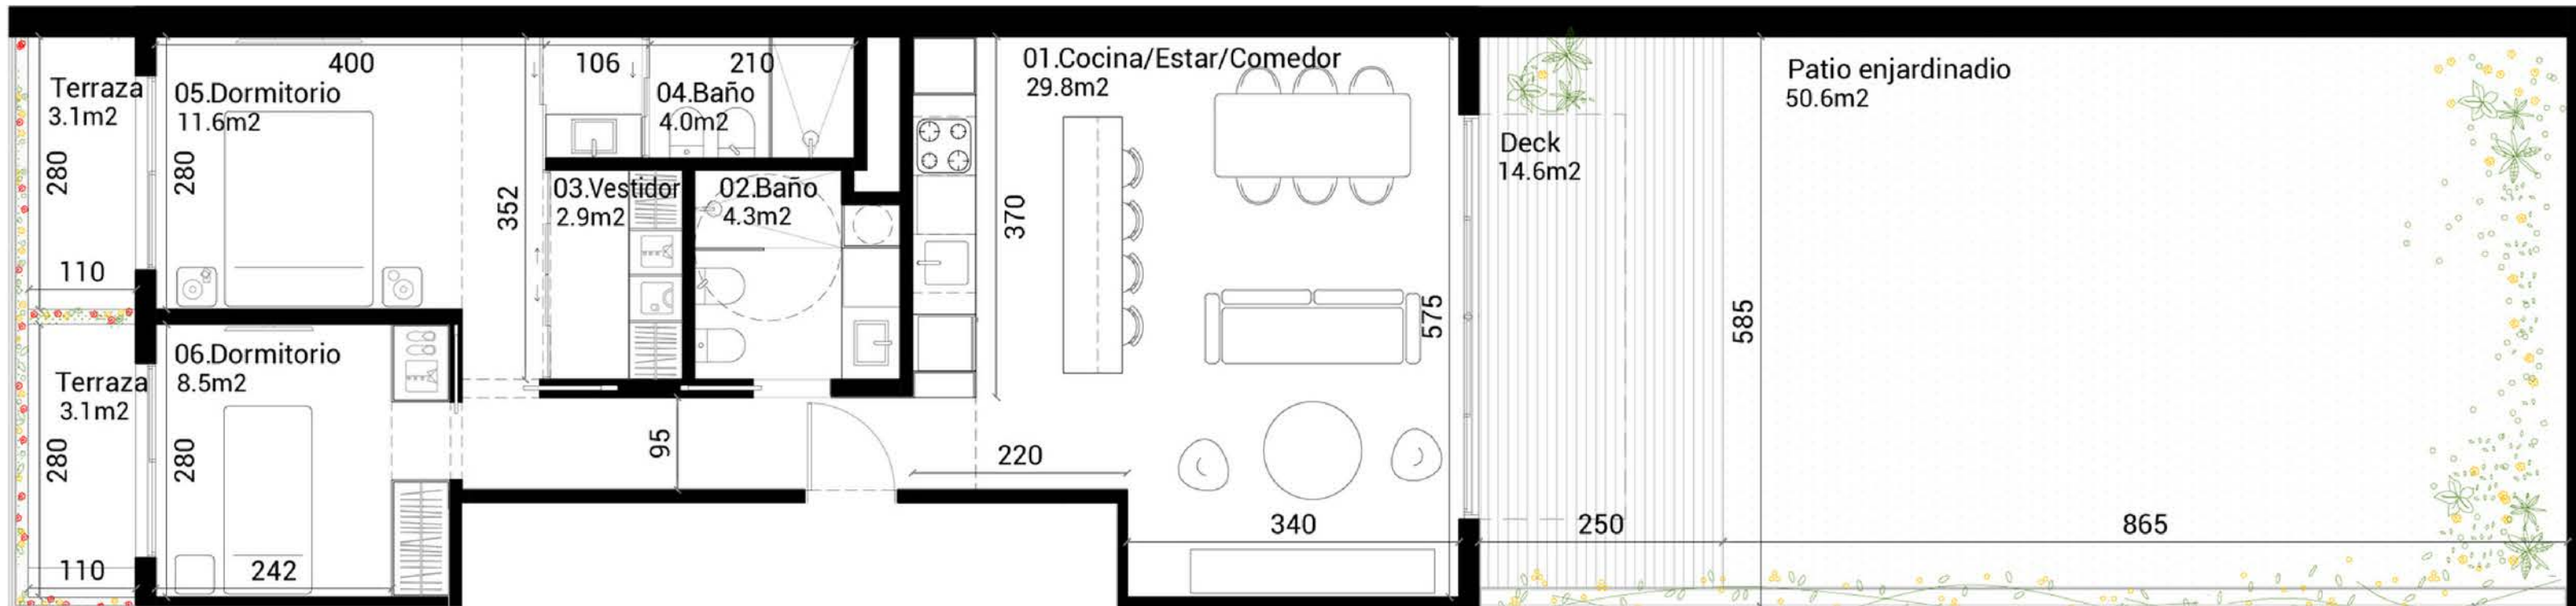 Terraza
3.1m2
280
110
Terraza
3.1m2
280
110
400
05.Dormitorio
11.6m2
280
352
06.Dormitorio
8.5m2
280
242
106
210
04.Baño
4.0m2
03.Vestidor
2.9m2
02.Baño
4.3m2
95
01.Cocina/Estar/Comedor
29.8m2
370
220
575
340
Deck
14.6m2
250
Patio enjardinadio
50.6m2
585
865